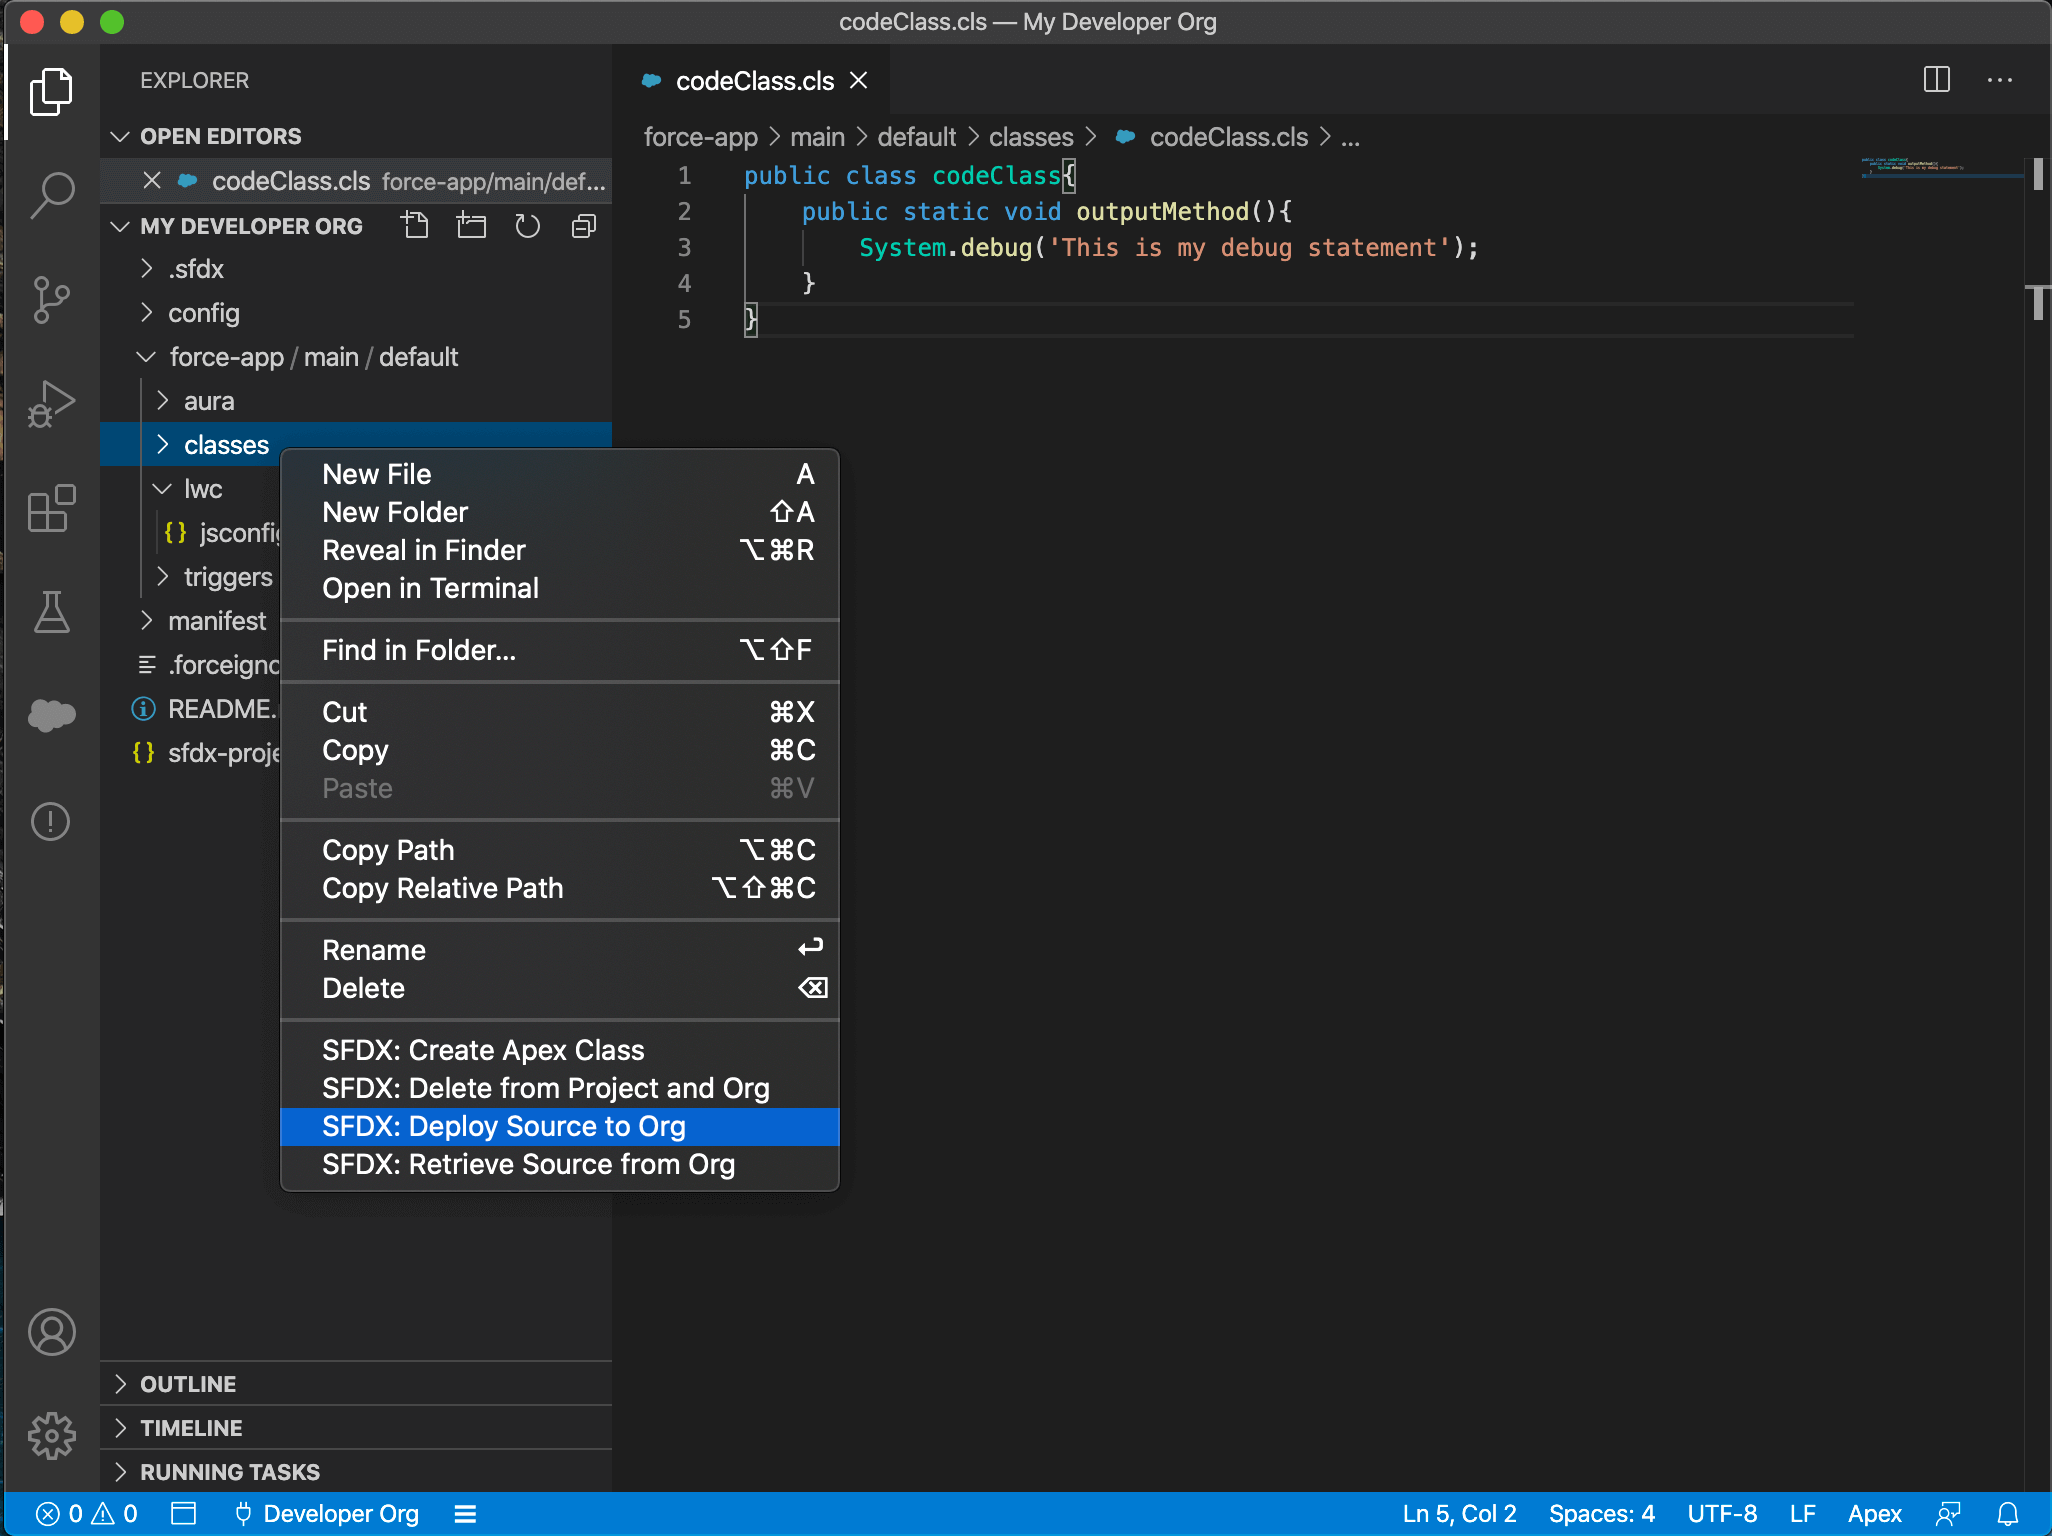 codeClass.cls — My Developer Org
EXPLORER
OPEN EDITORS
codeClass.cls force-app/main/def...
MY DEVELOPER ORG
.sfdx
config
force-app / main / default
aura
classes
lwc
{} jsconfig
triggers
manifest
.forceigno
README.
{} sfdx-proje
OUTLINE
TIMELINE
RUNNING TASKS
codeClass.cls
force-app > main > default > classes > codeClass.cls > ...
1 public class codeClass{
2 public static void outputMethod(){
3 System.debug('This is my debug statement');
4 }
5 }
New File A
New Folder ⇧A
Reveal in Finder ⌥⌘R
Open in Terminal
Find in Folder... ⌥⇧F
Cut ⌘X
Copy ⌘C
Paste ⌘V
Copy Path ⌥⌘C
Copy Relative Path ⌥⇧⌘C
Rename ↩
Delete ⌫
SFDX: Create Apex Class
SFDX: Delete from Project and Org
SFDX: Deploy Source to Org
SFDX: Retrieve Source from Org
0 0 Developer Org Ln 5, Col 2 Spaces: 4 UTF-8 LF Apex